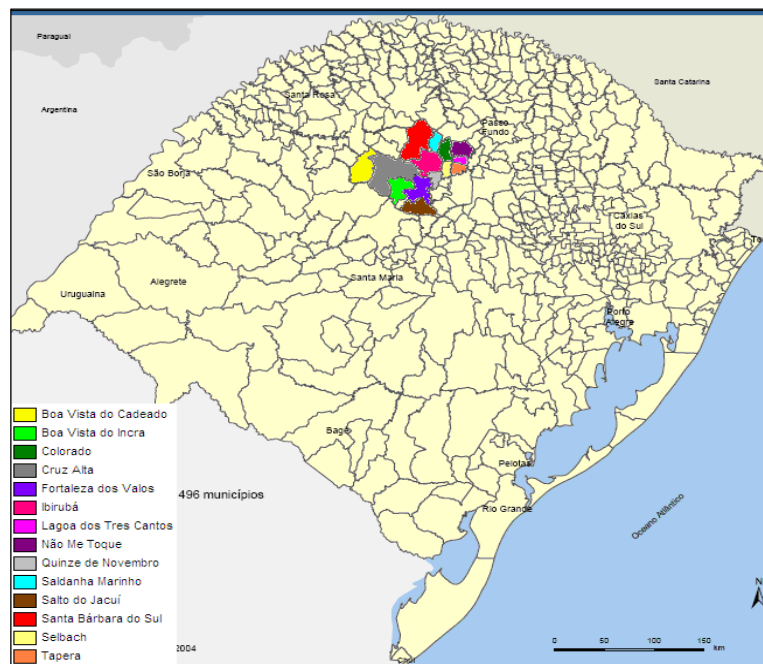 Paraguai
Santa Catarina
Santa Rosa
Argentina
Passo
Fundo
São Borja
Caxias
do Sul
To
Santa Maria
Alegrete
Uruguaina
Porto
Alegre
Boa Vista do Cadeado
Bagé
Boa Vista do Incra
Colorado
Cruz Alta
Pelotas
Fortaleza dos Valos
496 municípios
Ibirubá
Rio Grande
Oceano Atlântico
Lagoa dos Tres Cantos
Não Me Toque
Quinze de Novembro
Saldanha Marinho
N
Salto do Jacuí
Santa Bárbara do Sul
Selbach
2004
0 50 100 150
km
Tapera
Chuí